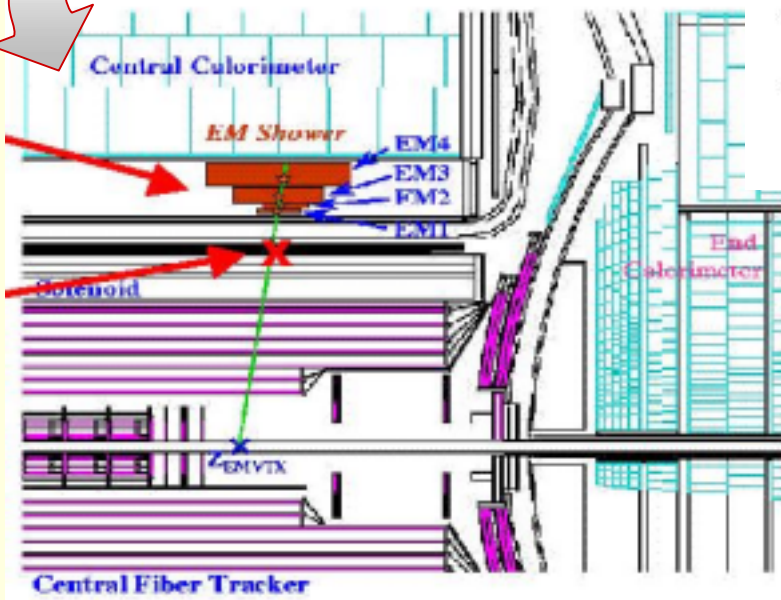 Central Calorimeter
EM Shower
EM4
EM3
EM2
EM1
End
Calorimeter
Solenoid
X
Z EMVTX
Central Fiber Tracker